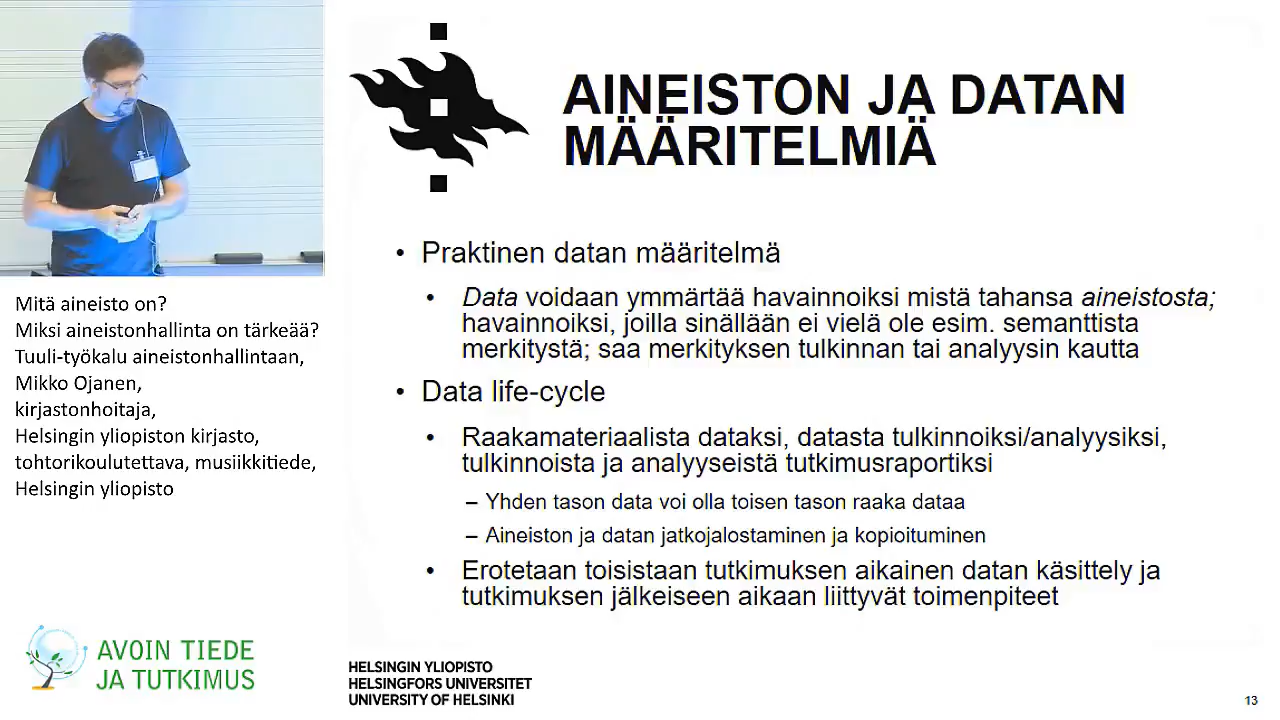 AINEISTON JA DATAN
MÄÄRITELMIÄ
• Praktinen datan määritelmä
• Data voidaan ymmärtää havainnoiksi mistä tahansa aineistosta;
havainnoiksi, joilla sinällään ei vielä ole esim. semanttista
merkitystä; saa merkityksen tulkinnan tai analyysin kautta
• Data life-cycle
• Raakamateriaalista dataksi, datasta tulkinnoiksi/analyysiksi,
tulkinnoista ja analyyseistä tutkimusraportiksi
– Yhden tason data voi olla toisen tason raaka dataa
– Aineiston ja datan jatkojalostaminen ja kopioituminen
• Erotetaan toisistaan tutkimuksen aikainen datan käsittely ja
tutkimuksen jälkeiseen aikaan liittyvät toimenpiteet
Mitä aineisto on?
Miksi aineistonhallinta on tärkeää?
Tuuli-työkalu aineistonhallintaan,
Mikko Ojanen,
kirjastonhoitaja,
Helsingin yliopiston kirjasto,
tohtorikoulutettava, musiikkitiede,
Helsingin yliopisto
AVOIN TIEDE
JA TUTKIMUS
HELSINGIN YLIOPISTO
HELSINGFORS UNIVERSITET
UNIVERSITY OF HELSINKI
13